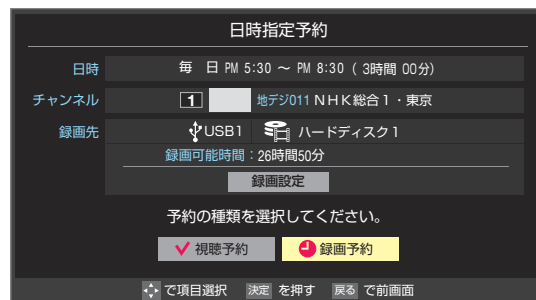 日時指定予約
日時 毎 日 PM 5:30 ～ PM 8:30 ( 3時間 00分)
チャンネル 1 地デジ011 NHK総合1・東京
録画先 USB1 ハードディスク1
録画可能時間：26時間50分
録画設定
予約の種類を選択してください。
視聴予約 録画予約
で項目選択 決定 を押す 戻る で前画面